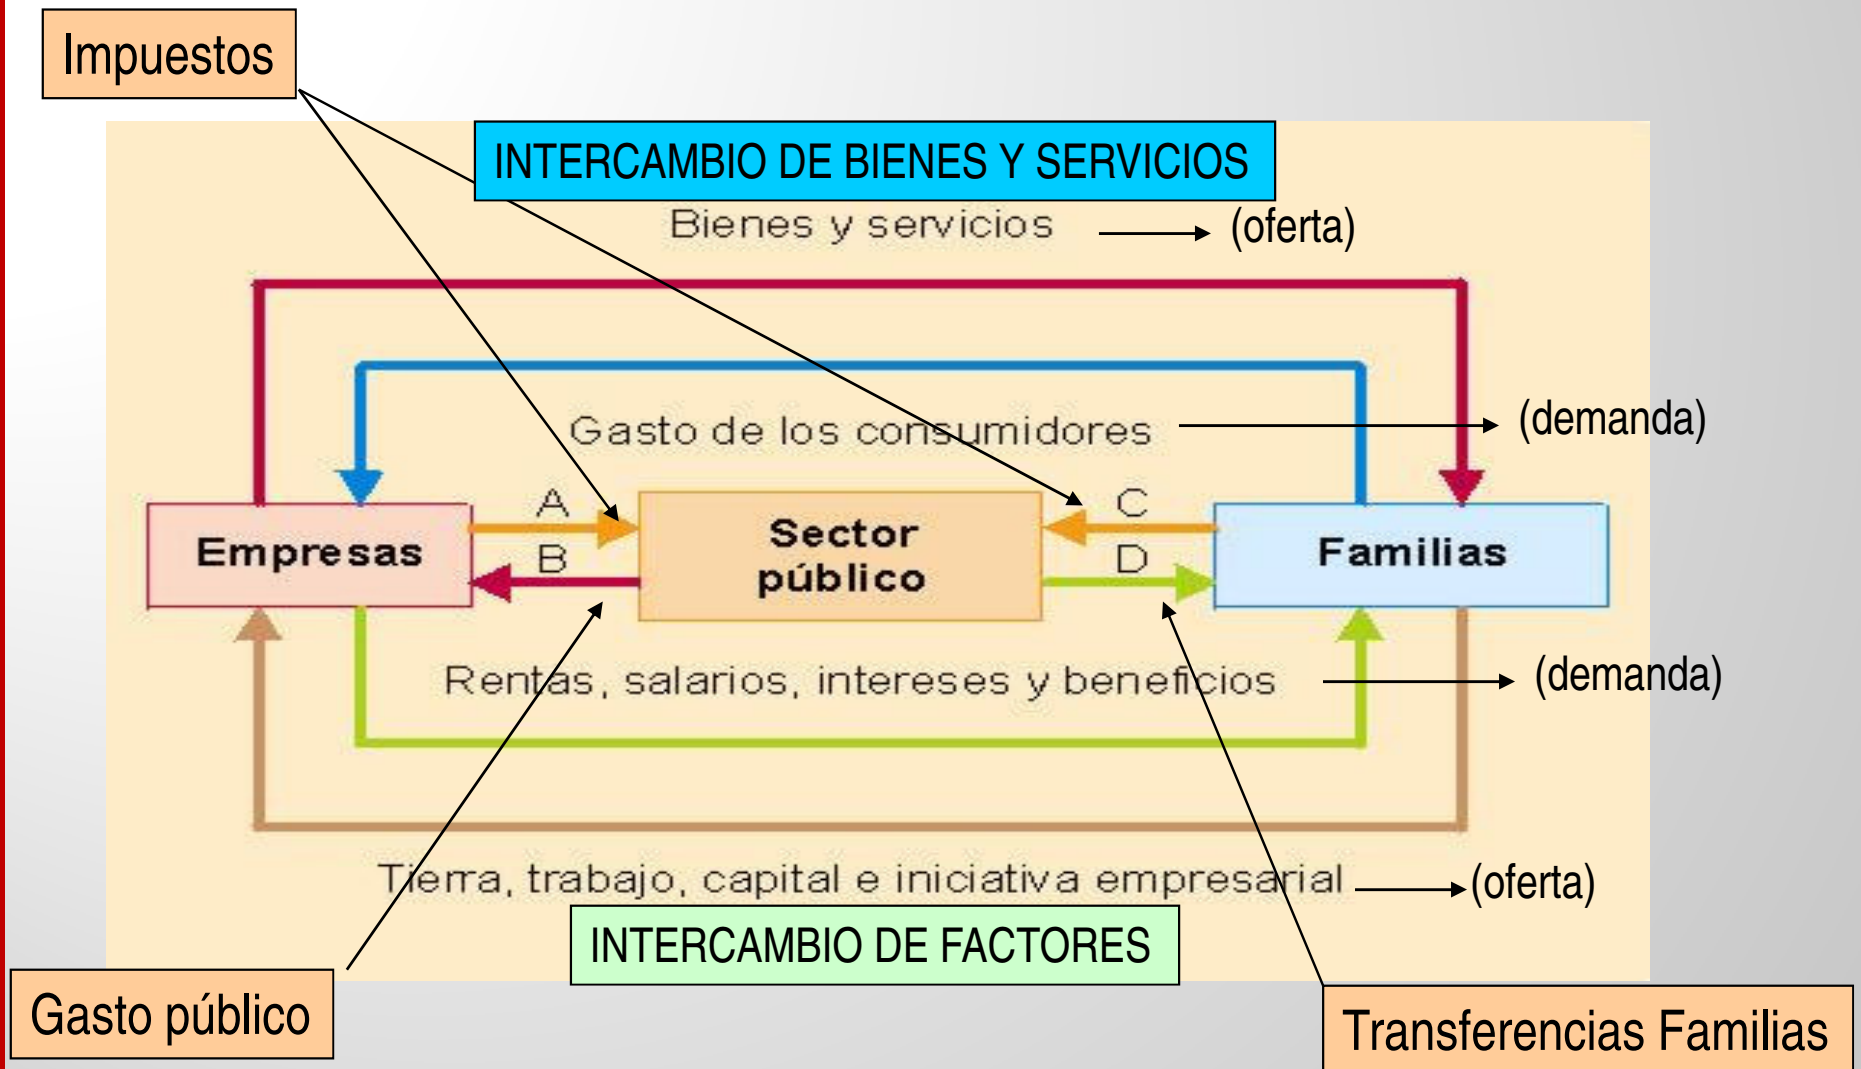 Impuestos
INTERCAMBIO DE BIENES Y SERVICIOS
Bienes y servicios (oferta)
Gasto de los consumidores (demanda)
A
C
Empresas
Sector
público
Familias
B
D
Rentas, salarios, intereses y beneficios (demanda)
Tierra, trabajo, capital e iniciativa empresarial (oferta)
INTERCAMBIO DE FACTORES
Gasto público
Transferencias Familias